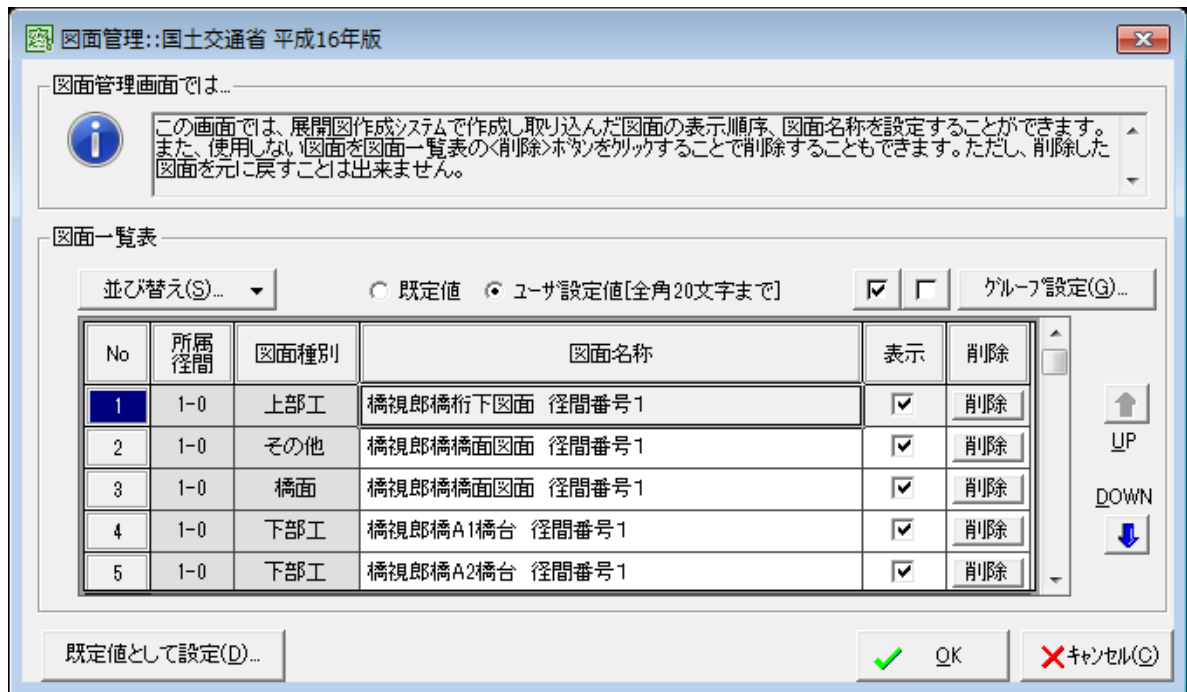 図面管理::国土交通省 平成16年版
図面管理画面では...
この画面では、展開図作成システムで作成し取り込んだ図面の表示順序、図面名称を設定することができます。
また、使用しない図面を図面一覧表の<削除>ボタンをクリックすることで削除することもできます。ただし、削除した
図面を元に戻すことは出来ません。
図面一覧表
並び替え(S)... 既定値 ユーザ設定値[全角20文字まで] グループ設定(G)...
No 所属径間 図面種別 図面名称 表示 削除
1 1-0 上部工 橋視郎橋桁下図面 径間番号1 削除
2 1-0 その他 橋視郎橋橋面図面 径間番号1 削除
3 1-0 橋面 橋視郎橋橋面図面 径間番号1 削除
4 1-0 下部工 橋視郎橋A1橋台 径間番号1 削除
5 1-0 下部工 橋視郎橋A2橋台 径間番号1 削除
UP
DOWN
既定値として設定(D)... OK キャンセル(C)